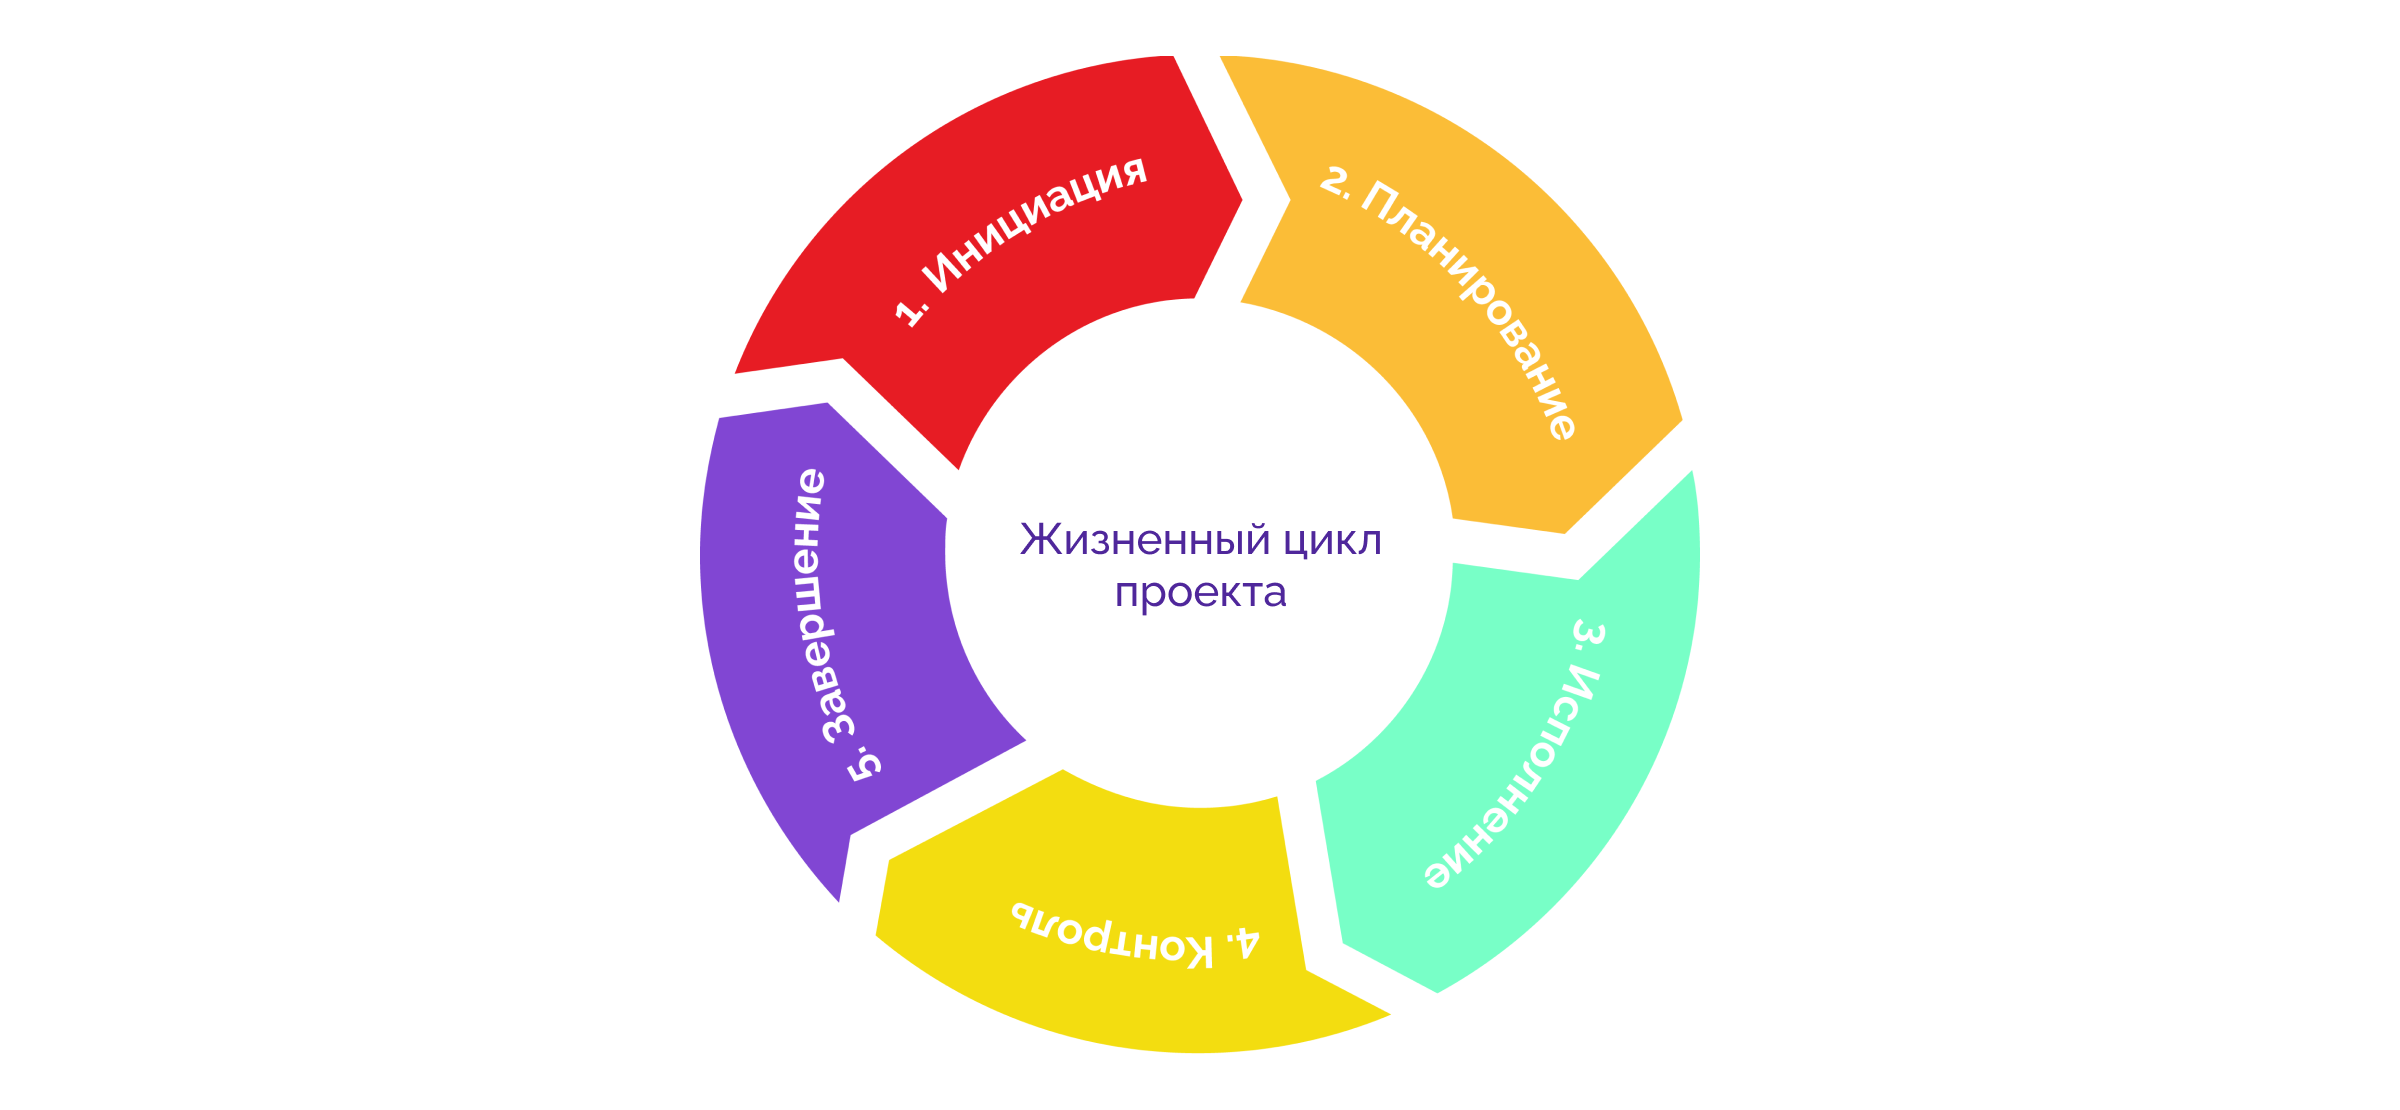 Жизненный цикл
проекта
1. Инициация
2. Планирование
3. Исполнение
4. Контроль
5. Завершение